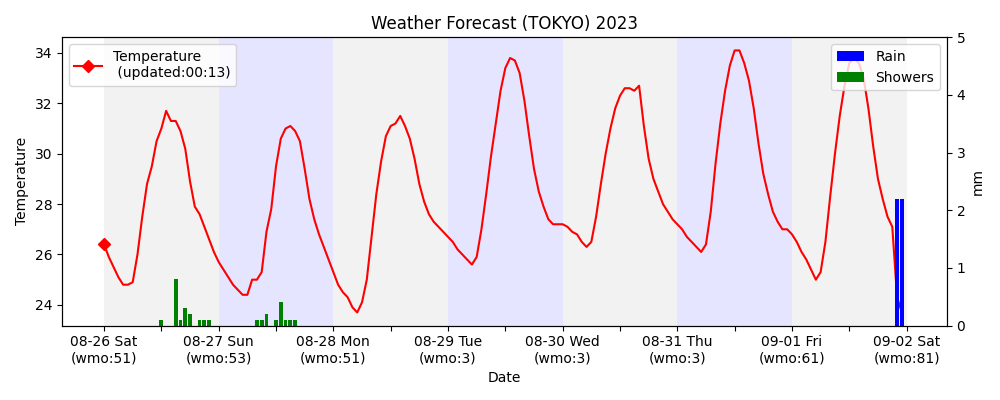 Weather Forecast (TOKYO) 2023
Temperature
(updated:00:13)
Rain
Showers
Temperature
34
32
30
28
26
24
5
4
3
2
1
0
mm
08-26 Sat
(wmo:51)
08-27 Sun
(wmo:53)
08-28 Mon
(wmo:51)
08-29 Tue
(wmo:3)
08-30 Wed
(wmo:3)
08-31 Thu
(wmo:3)
09-01 Fri
(wmo:61)
09-02 Sat
(wmo:81)
Date